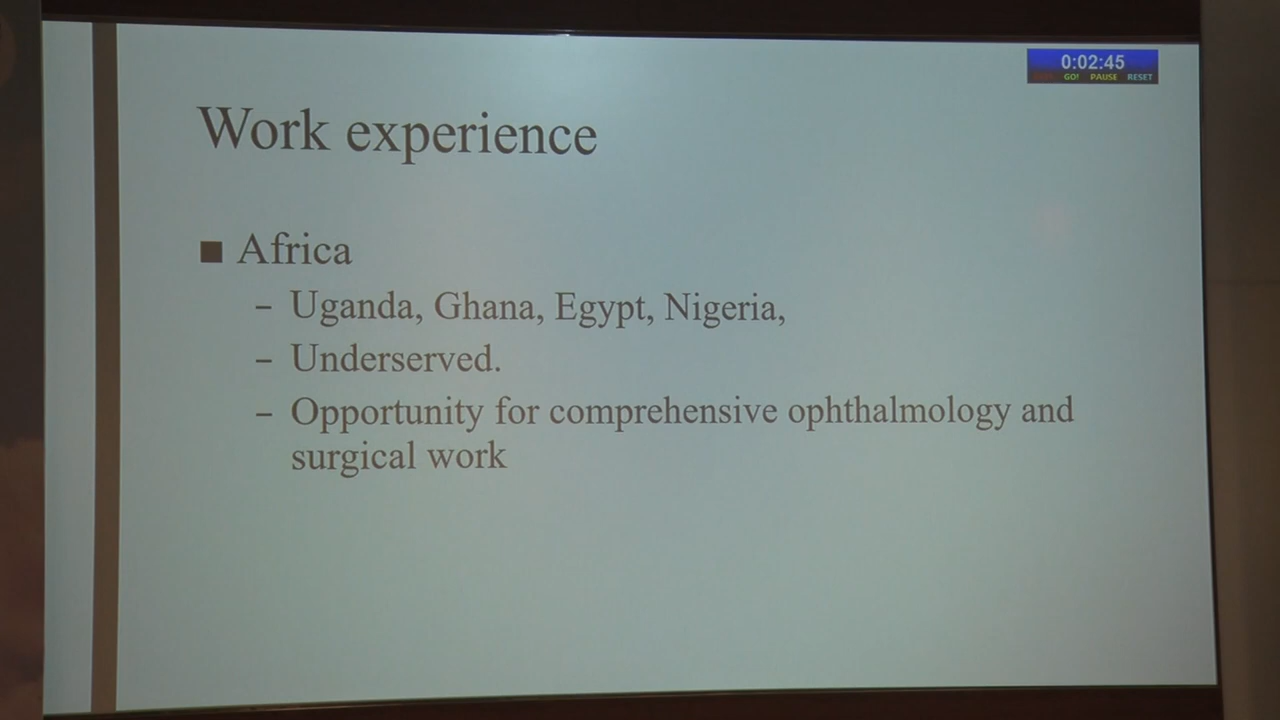 0:02:45
GO! PAUSE RESET
Work experience
■ Africa
– Uganda, Ghana, Egypt, Nigeria,
– Underserved.
– Opportunity for comprehensive ophthalmology and
surgical work